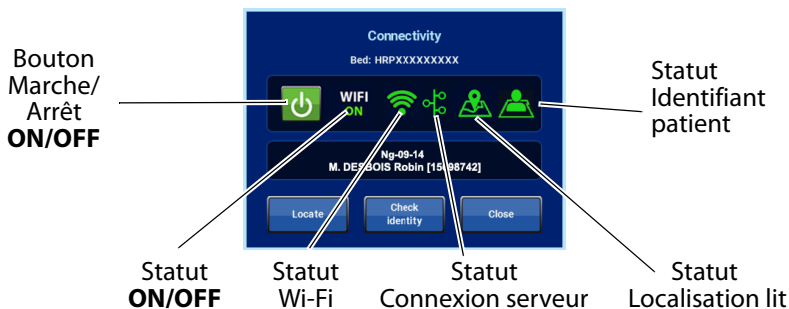 Connectivity
Bed: HRPXXXXXXXXX
Bouton
Marche/
Arrêt
ON/OFF
WIFI
ON
Statut
Identifiant
patient
Ng-09-14
M. DESBOIS Robin [15698742]
Locate
Check
identity
Close
Statut
ON/OFF
Statut
Wi-Fi
Statut
Connexion serveur
Statut
Localisation lit